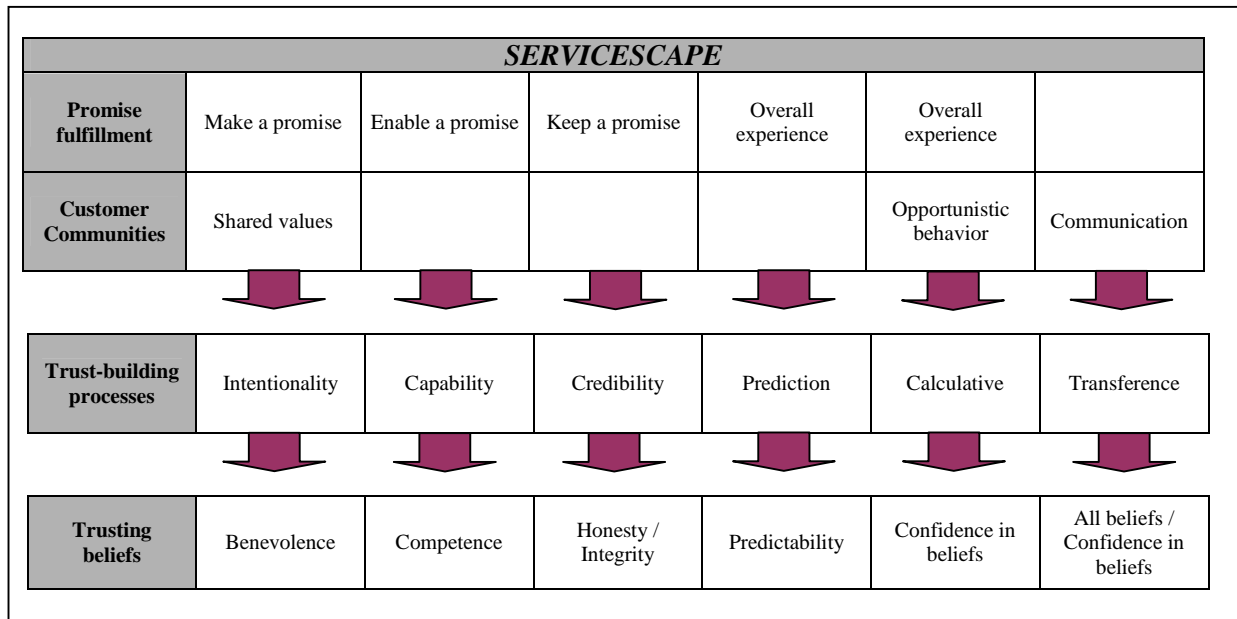 SERVICESCAPE
Promise
fulfillment
Make a promise
Enable a promise
Keep a promise
Overall
experience
Overall
experience
Customer
Communities
Shared values
Opportunistic
behavior
Communication
Trust-building
processes
Intentionality
Capability
Credibility
Prediction
Calculative
Transference
Trusting
beliefs
Benevolence
Competence
Honesty /
Integrity
Predictability
Confidence in
beliefs
All beliefs /
Confidence in
beliefs